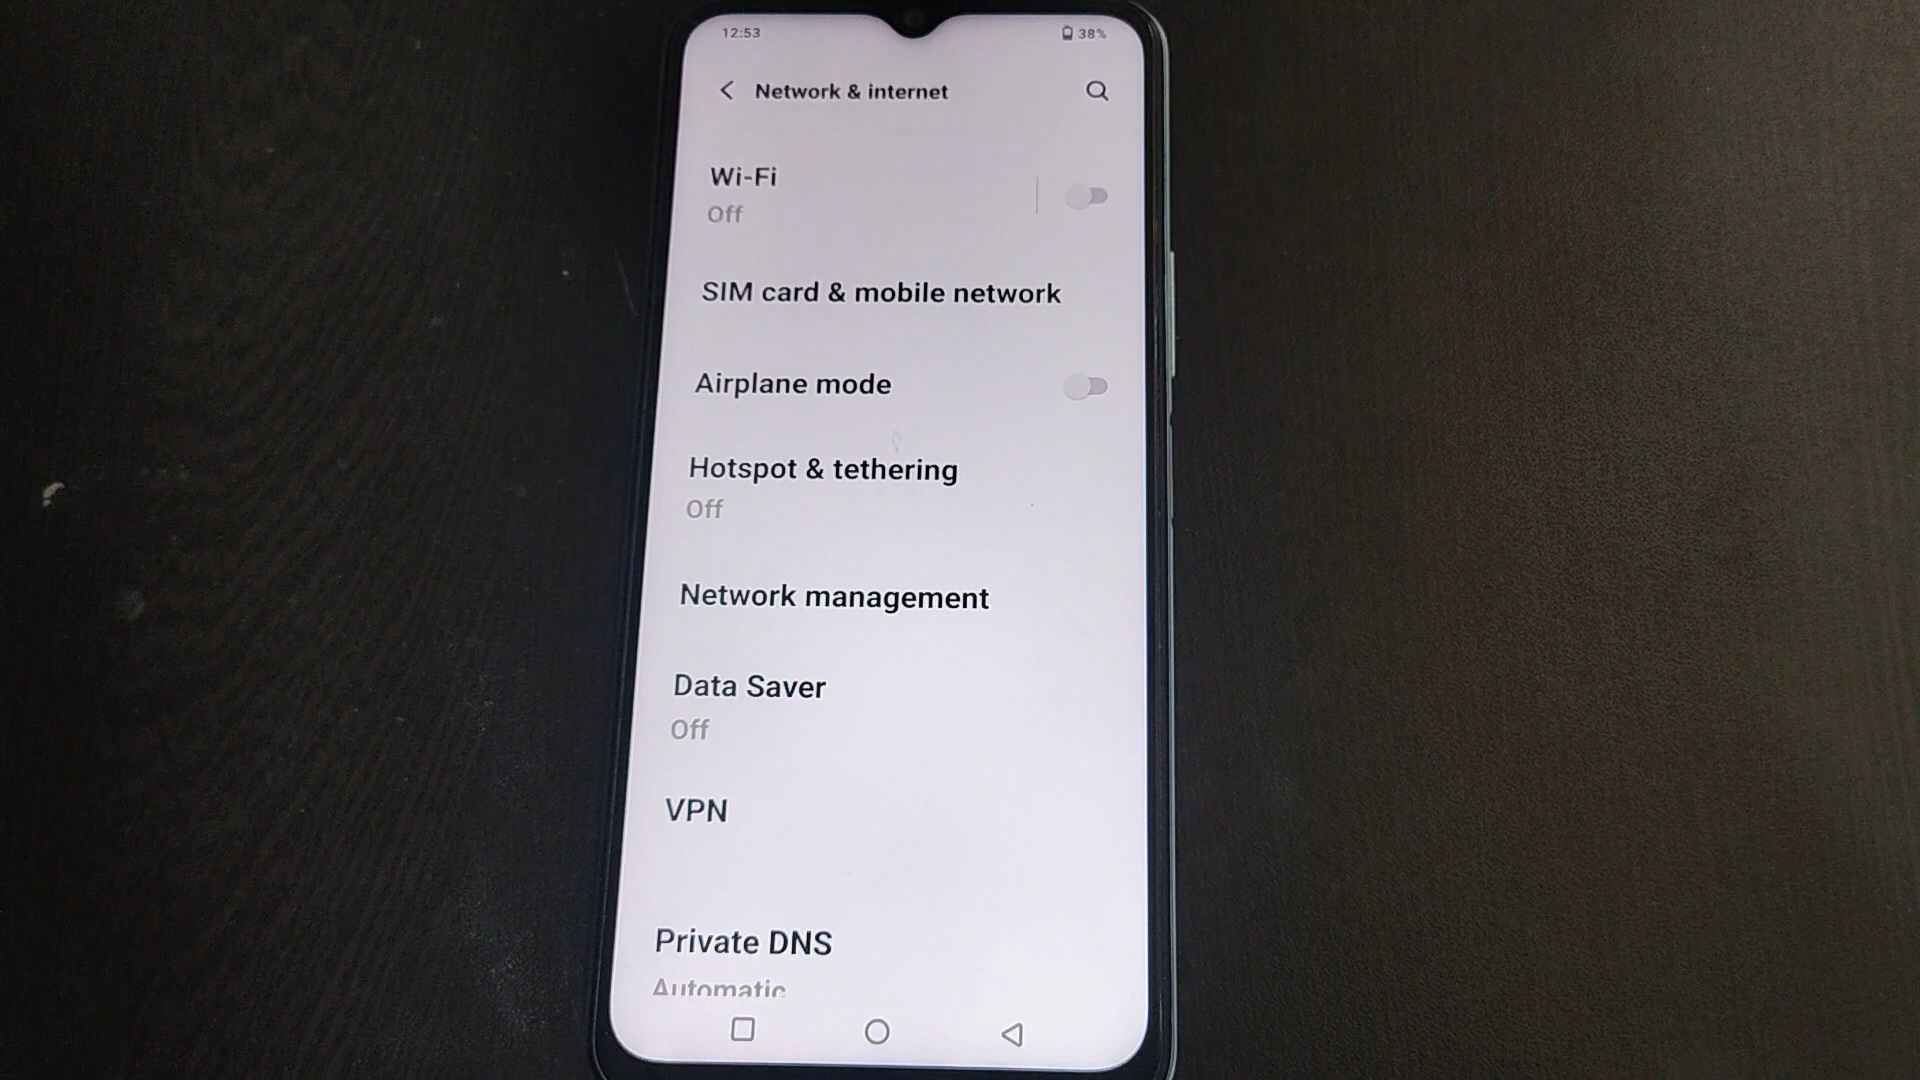 12:53
38%
Network & internet
Wi-Fi
Off
SIM card & mobile network
Airplane mode
Hotspot & tethering
Off
Network management
Data Saver
Off
VPN
Private DNS
Automatic